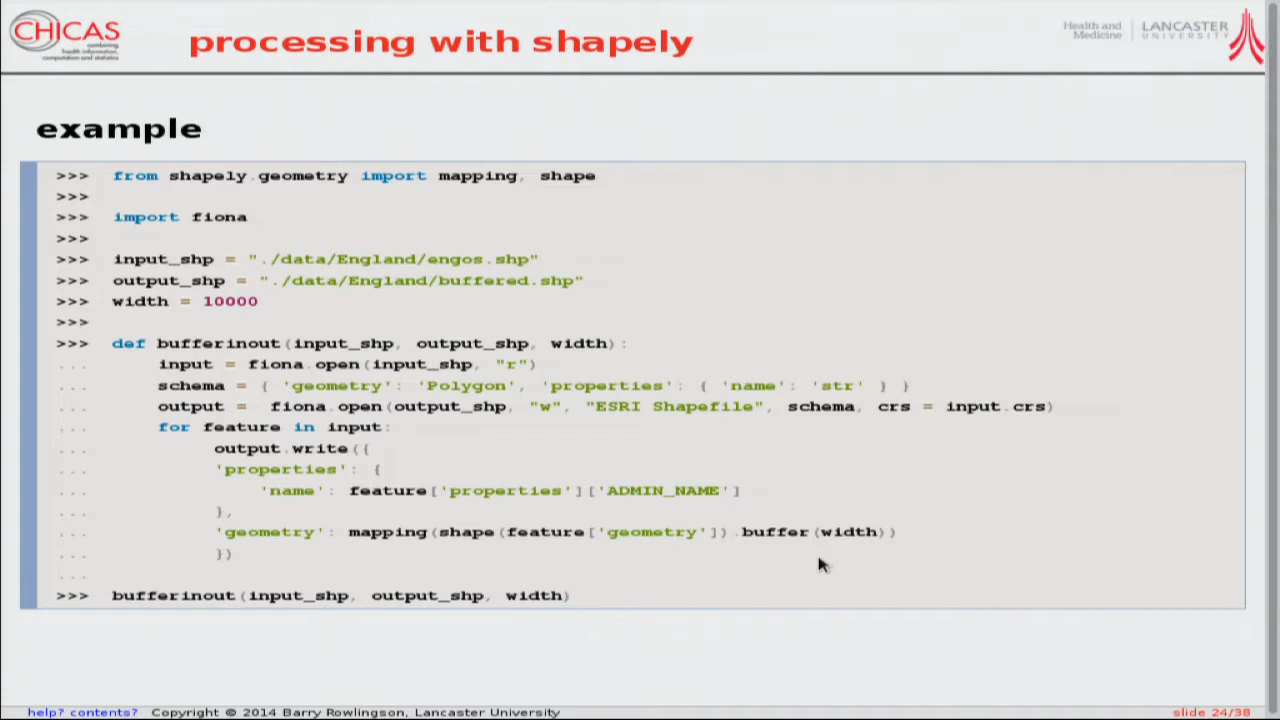 CHICAS
combining
health information,
computation and statistics
processing with shapely
Health and
Medicine
LANCASTER
UNIVERSITY
example
>>> from shapely.geometry import mapping, shape
>>>
>>> import fiona
>>>
>>> input_shp = "./data/England/engos.shp"
>>> output_shp = "./data/England/buffered.shp"
>>> width = 10000
>>>
>>> def bufferinout(input_shp, output_shp, width):
...     input = fiona.open(input_shp, "r")
...     schema = { 'geometry': 'Polygon', 'properties': { 'name': 'str' } }
...     output =  fiona.open(output_shp, "w", "ESRI Shapefile", schema, crs = input.crs)
...     for feature in input:
...         output.write({
...         'properties': {
...             'name': feature['properties']['ADMIN_NAME']
...         },
...         'geometry': mapping(shape(feature['geometry']).buffer(width))
...         })
...
>>> bufferinout(input_shp, output_shp, width)
help? contents? Copyright © 2014 Barry Rowlingson, Lancaster University
slide 24/38